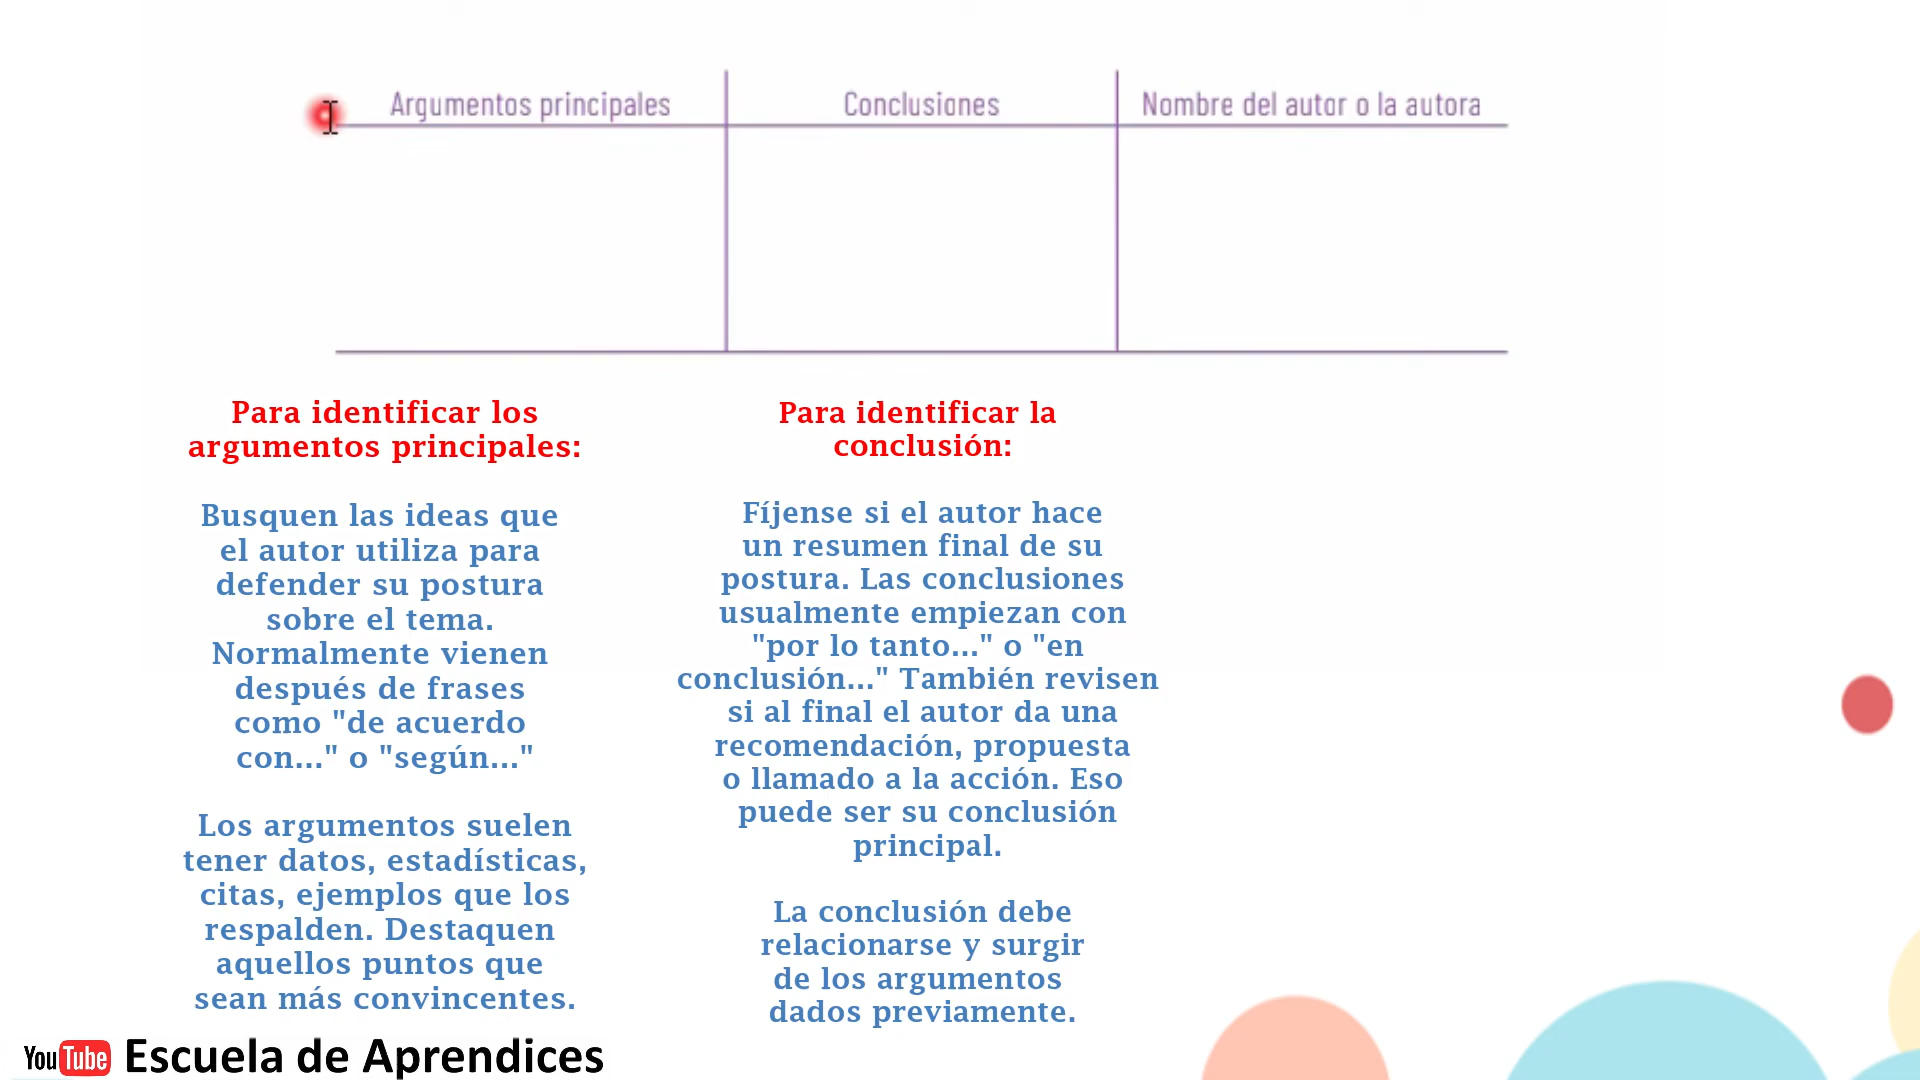 Argumentos principales
Conclusiones
Nombre del autor o la autora
Para identificar los
argumentos principales:
Busquen las ideas que
el autor utiliza para
defender su postura
sobre el tema.
Normalmente vienen
después de frases
como "de acuerdo
con..." o "según..."
Los argumentos suelen
tener datos, estadísticas,
citas, ejemplos que los
respalden. Destaquen
aquellos puntos que
sean más convincentes.
Para identificar la
conclusión:
Fíjense si el autor hace
un resumen final de su
postura. Las conclusiones
usualmente empiezan con
"por lo tanto..." o "en
conclusión..." También revisen
si al final el autor da una
recomendación, propuesta
o llamado a la acción. Eso
puede ser su conclusión
principal.
La conclusión debe
relacionarse y surgir
de los argumentos
dados previamente.
YouTube Escuela de Aprendices